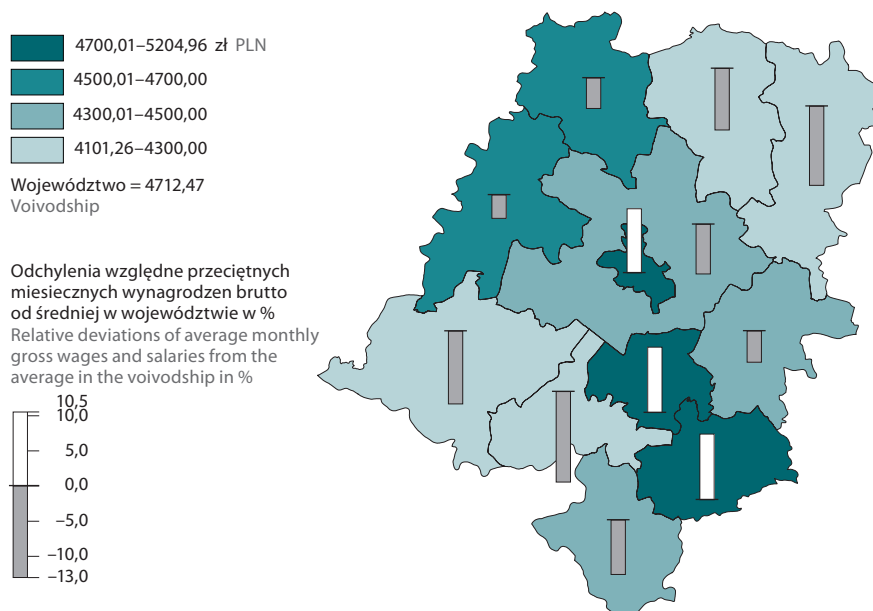 4700,01–5204,96 zł PLN
4500,01–4700,00
4300,01–4500,00
4101,26–4300,00
Województwo = 4712,47
Voivodship
Odchylenia względne przeciętnych
miesiecznych wynagrodzen brutto
od średniej w województwie w %
Relative deviations of average monthly
gross wages and salaries from the
average in the voivodship in %
10,5
10,0
5,0
0,0
–5,0
–10,0
–13,0